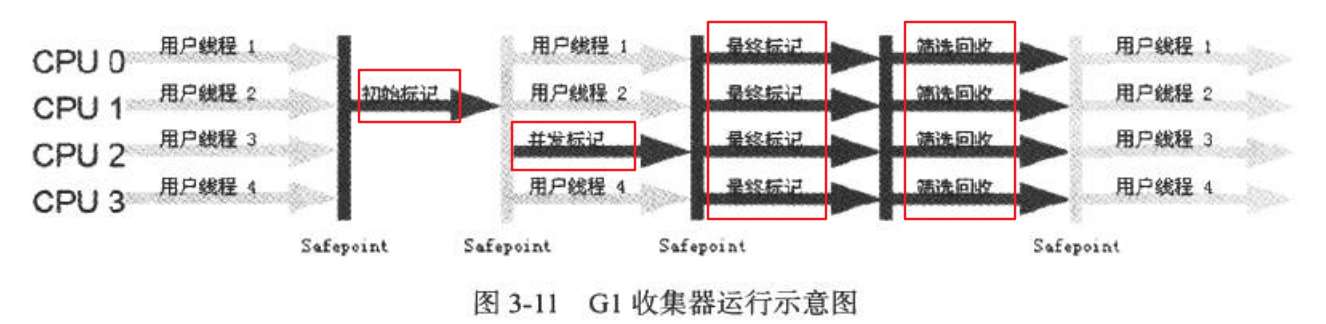 CPU 0 用户线程 1 用户线程 1 最终标记 筛选回收 用户线程 1
CPU 1 用户线程 2 初始标记 用户线程 2 最终标记 筛选回收 用户线程 2
CPU 2 用户线程 3 并发标记 最终标记 筛选回收 用户线程 3
CPU 3 用户线程 4 用户线程 4 最终标记 筛选回收 用户线程 4
Safepoint Safepoint Safepoint Safepoint
图 3-11 G1 收集器运行示意图